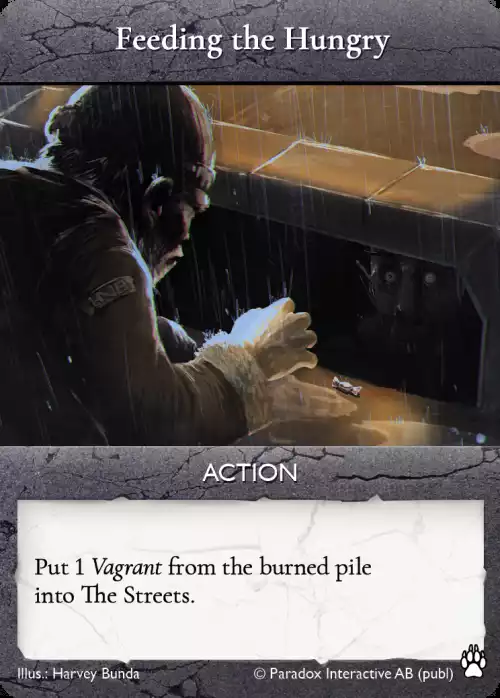 Feeding the Hungry
ACTION
Put 1 Vagrant from the burned pile
into The Streets.
Illus.: Harvey Bunda
© Paradox Interactive AB (publ)